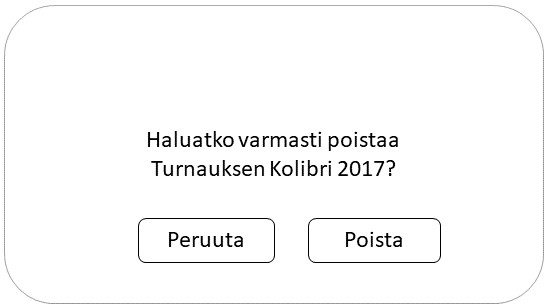 Haluatko varmasti poistaa
Turnauksen Kolibri 2017?
Peruuta
Poista